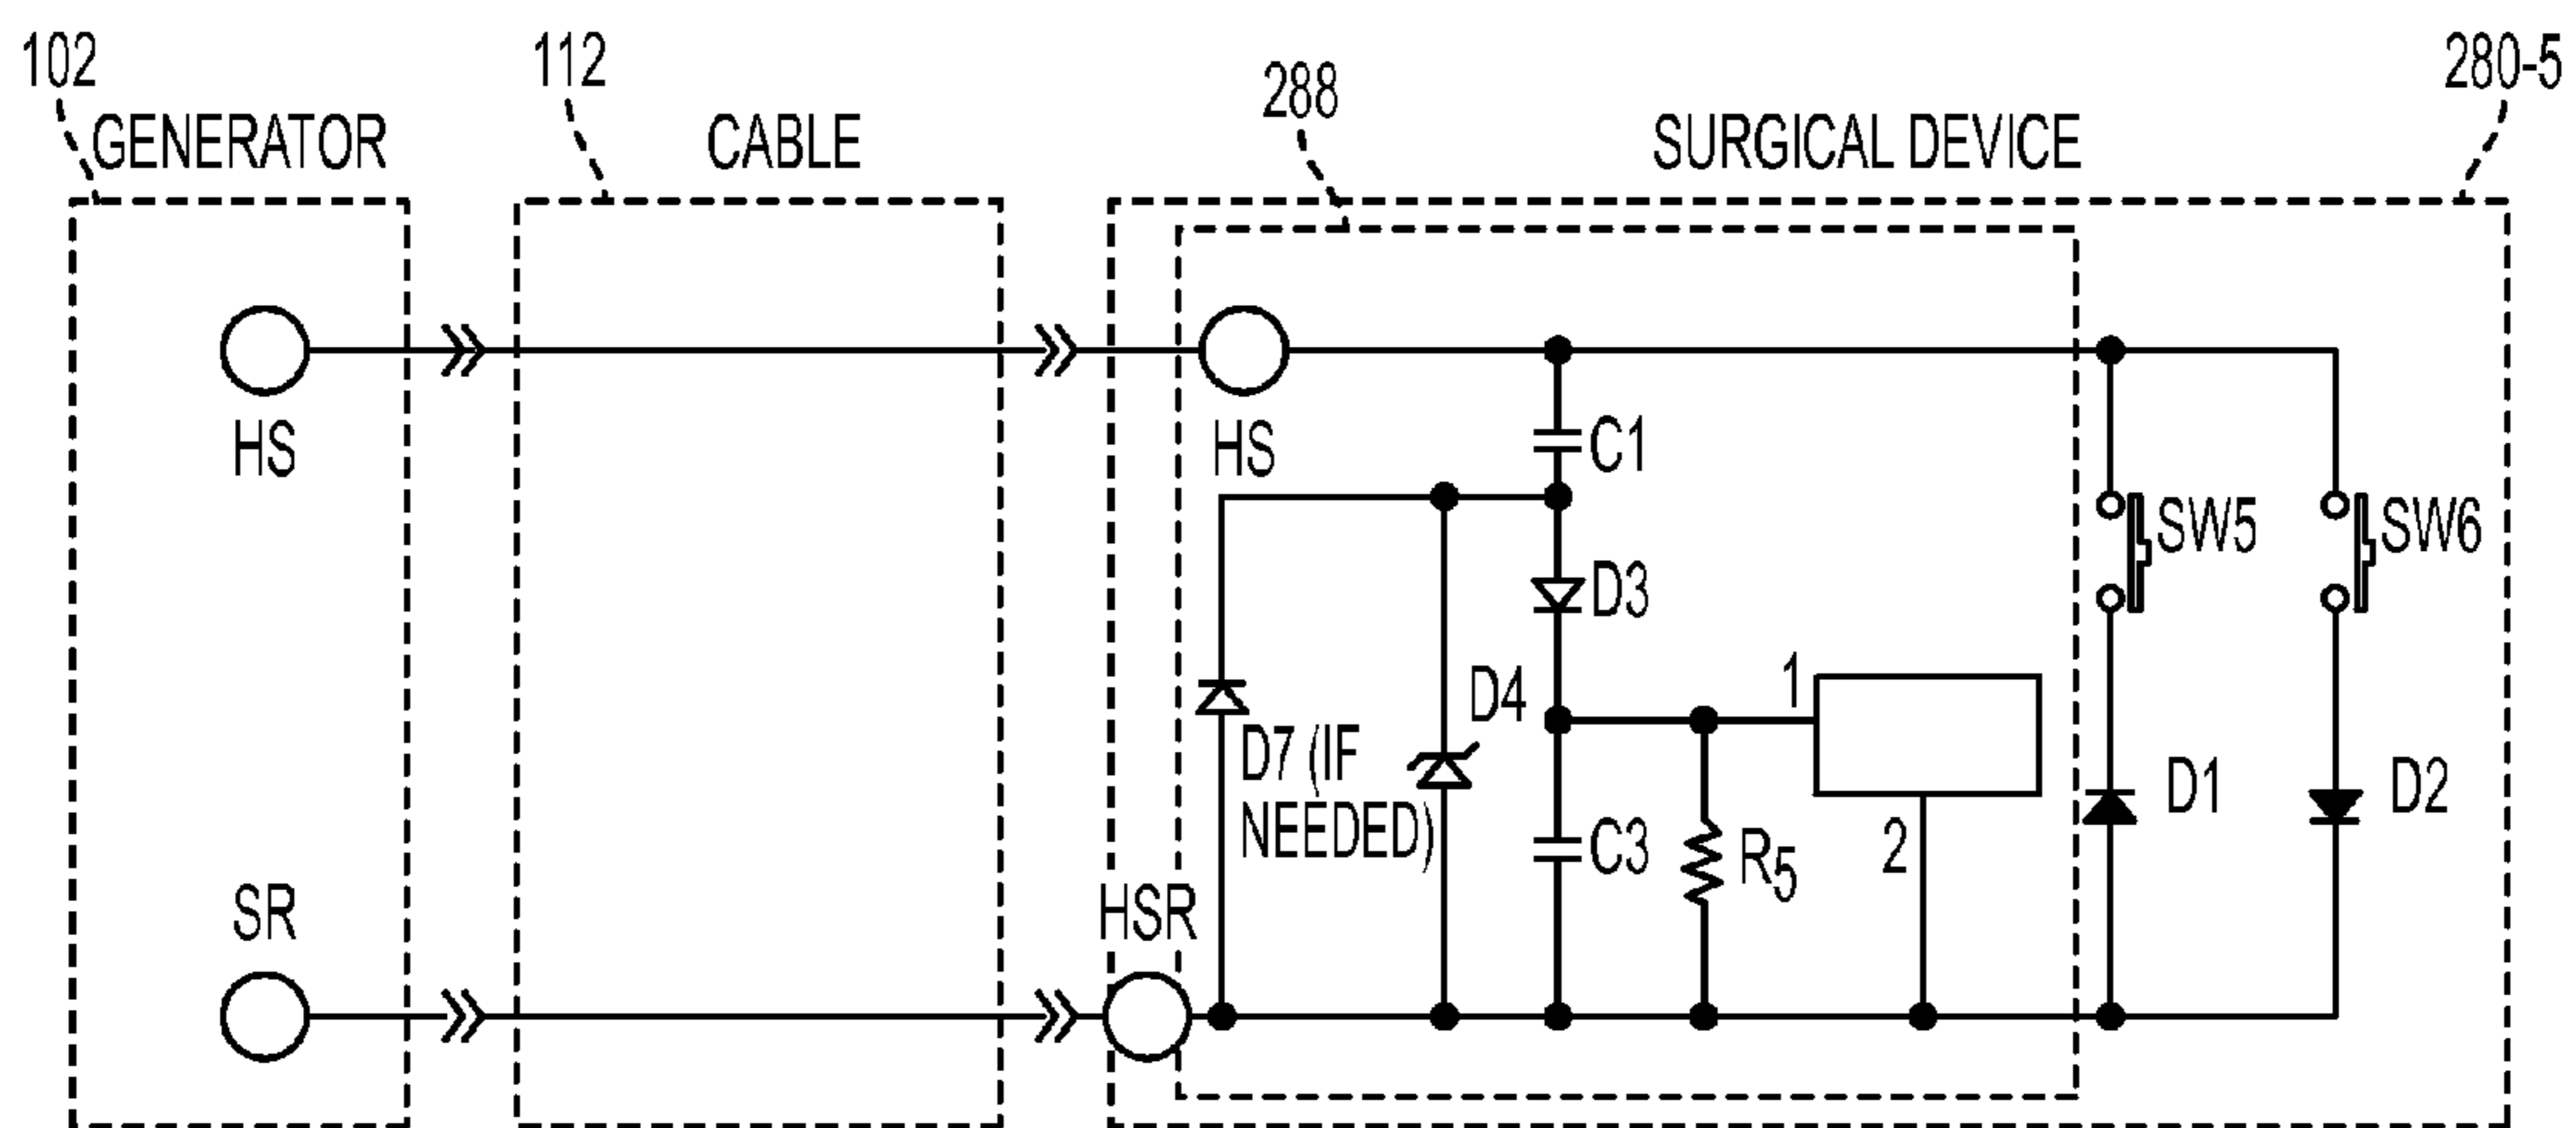 102
112
288
280-5
GENERATOR
CABLE
SURGICAL DEVICE
HS
HS
C1
SW5
SW6
D3
D4
1
D7 (IF
NEEDED)
D1
D2
C3
R5
2
SR
HSR